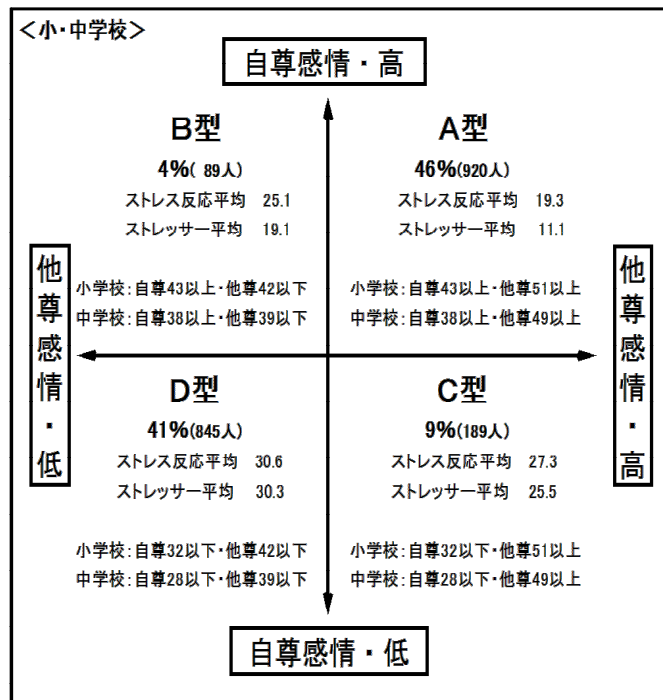 ＜小・中学校＞
自尊感情・高
B型
4%( 89人)
ストレス反応平均 25.1
ストレッサー平均 19.1
小学校:自尊43以上・他尊42以下
中学校:自尊38以上・他尊39以下
A型
46%(920人)
ストレス反応平均 19.3
ストレッサー平均 11.1
小学校:自尊43以上・他尊51以上
中学校:自尊38以上・他尊49以上
他尊感情・低
他尊感情・高
D型
41%(845人)
ストレス反応平均 30.6
ストレッサー平均 30.3
小学校:自尊32以下・他尊42以下
中学校:自尊28以下・他尊39以下
C型
9%(189人)
ストレス反応平均 27.3
ストレッサー平均 25.5
小学校:自尊32以下・他尊51以上
中学校:自尊28以下・他尊49以上
自尊感情・低